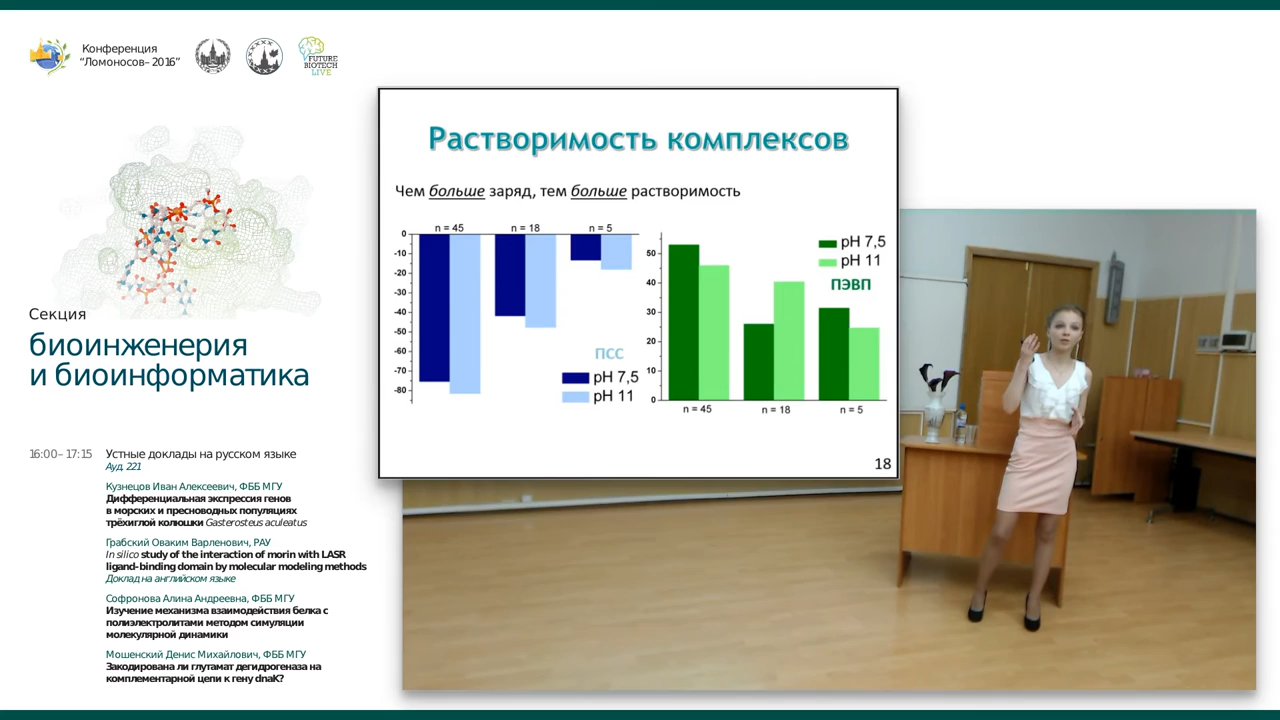 Конференция
“Ломоносов– 2016”
FUTURE
BIOTECH
LIVE
Растворимость комплексов
Чем больше заряд, тем больше растворимость
n = 45 n = 18 n = 5
0
-10
-20
-30
-40
-50
-60
-70
-80
ПСС
pH 7,5
pH 11
50
40
30
20
10
0
pH 7,5
pH 11
ПЭВП
n = 45 n = 18 n = 5
18
Секция
биоинженерия
и биоинформатика
16:00– 17:15 Устные доклады на русском языке
Ауд. 221
Кузнецов Иван Алексеевич, ФББ МГУ
Дифференциальная экспрессия генов
в морских и пресноводных популяциях
трёхиглой колюшки Gasterosteus aculeatus
Грабский Оваким Варленович, РАУ
In silico study of the interaction of morin with LASR
ligand-binding domain by molecular modeling methods
Доклад на английском языке
Софронова Алина Андреевна, ФББ МГУ
Изучение механизма взаимодействия белка с
полиэлектролитами методом симуляции
молекулярной динамики
Мошенский Денис Михайлович, ФББ МГУ
Закодирована ли глутамат дегидрогеназа на
комплементарной цепи к гену dnaK?